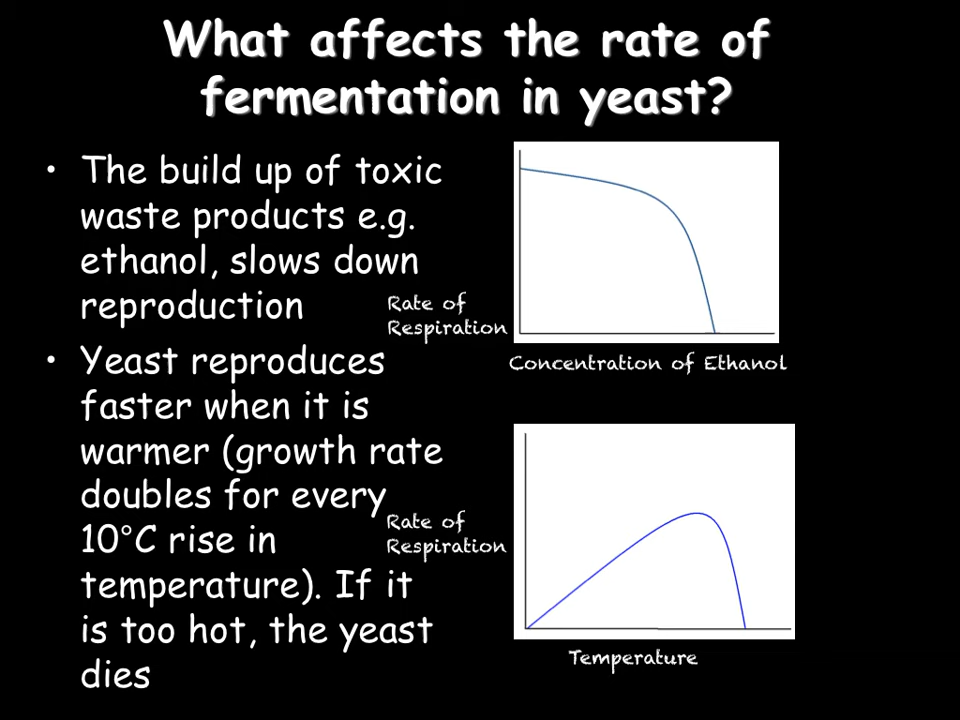 What affects the rate of
fermentation in yeast?
• The build up of toxic
waste products e.g.
ethanol, slows down
reproduction
• Yeast reproduces
faster when it is
warmer (growth rate
doubles for every
10°C rise in
temperature). If it
is too hot, the yeast
dies
Rate of
Respiration
Concentration of Ethanol
Rate of
Respiration
Temperature